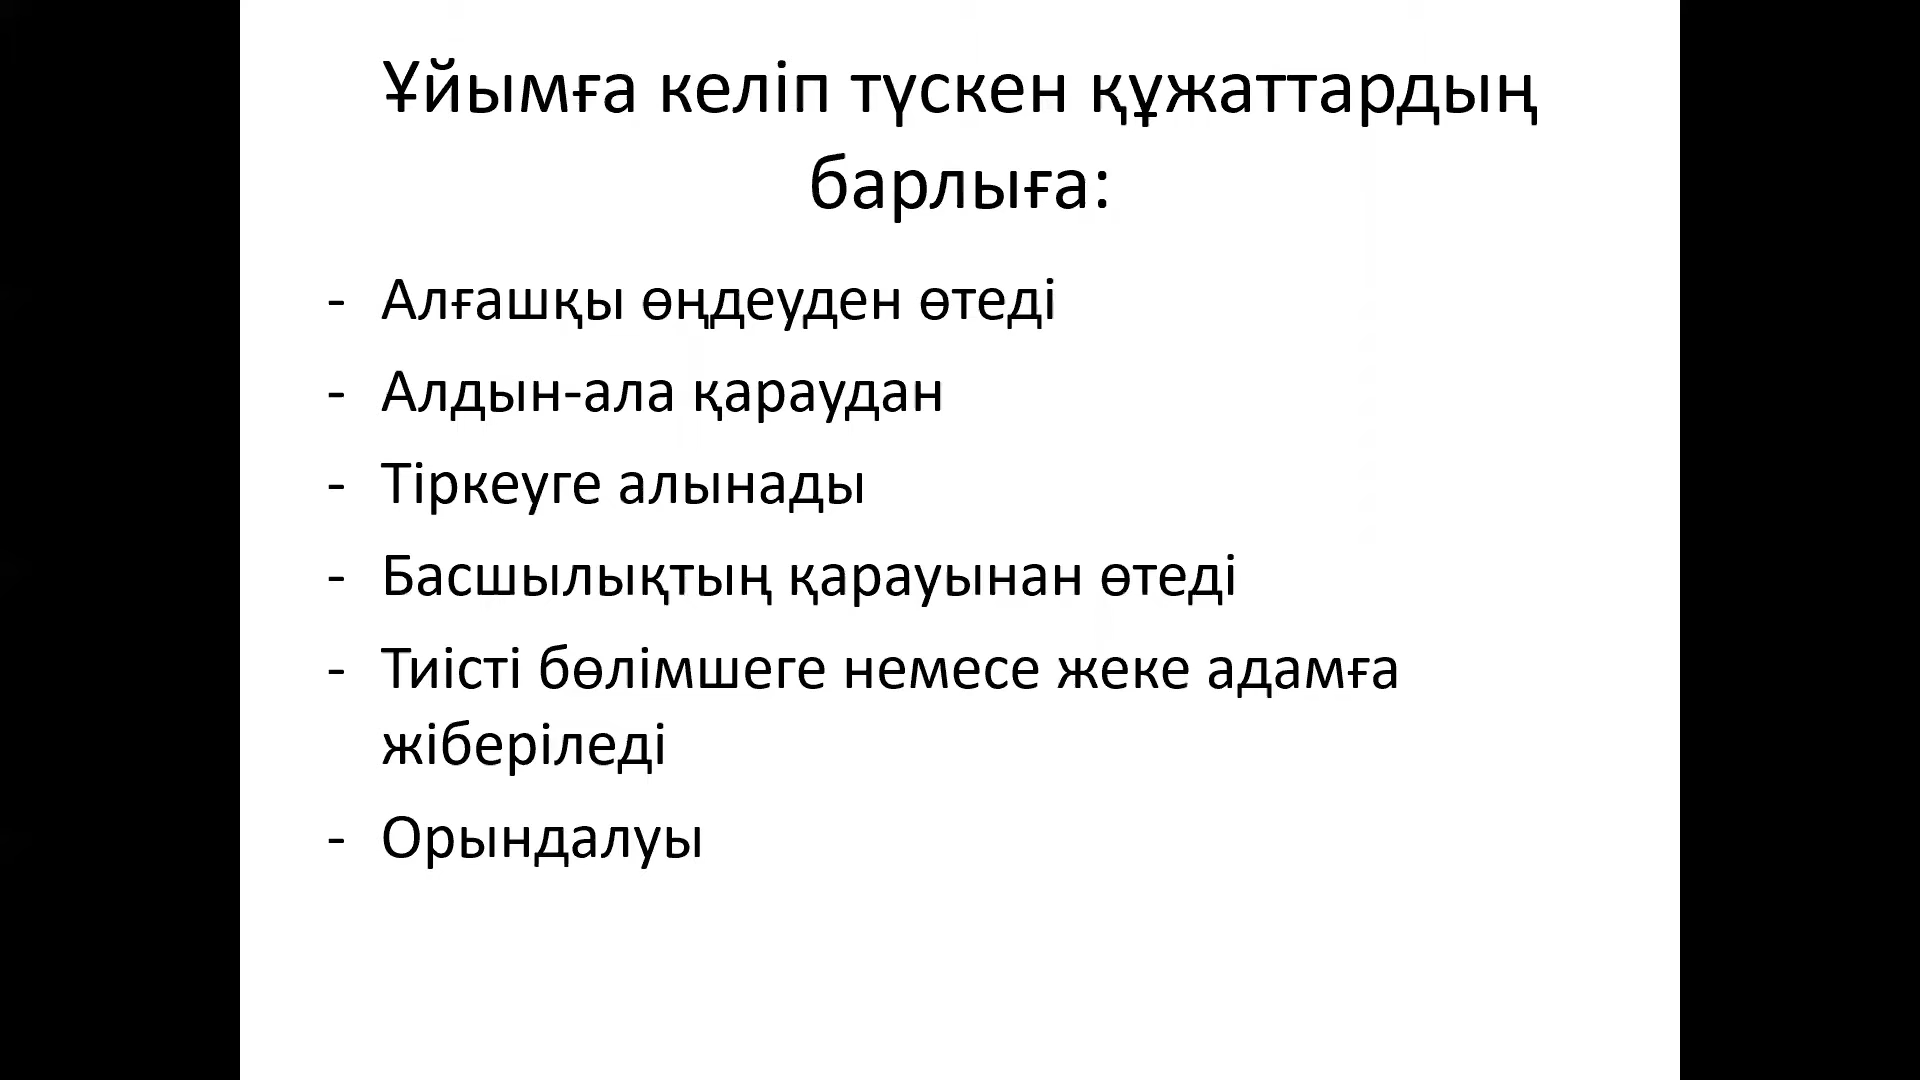 Ұйымға келіп түскен құжаттардың
барлыға:
- Алғашқы өңдеуден өтеді
- Алдын-ала қараудан
- Тіркеуге алынады
- Басшылықтың қарауынан өтеді
- Тиісті бөлімшеге немесе жеке адамға
жіберіледі
- Орындалуы